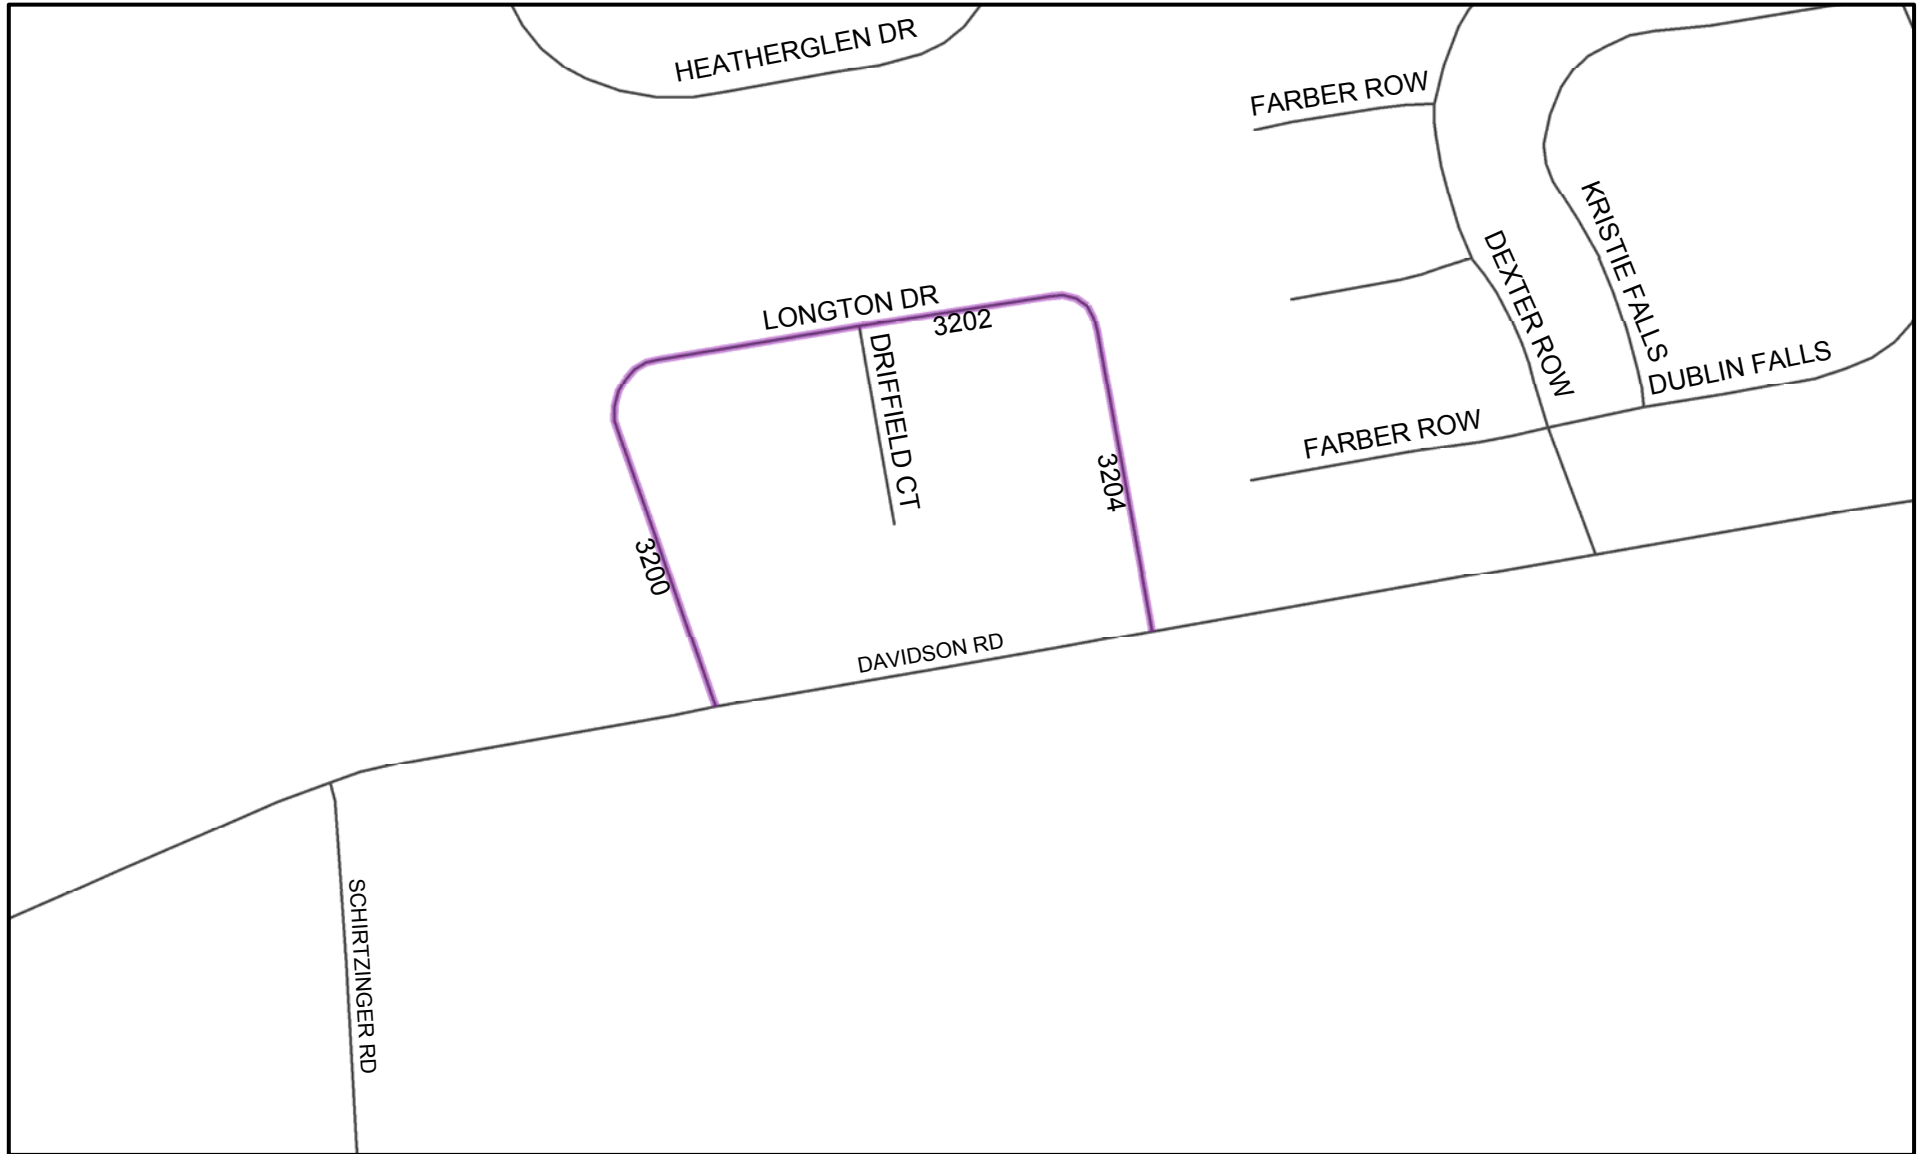 HEATHERGLEN DR
FARBER ROW
KRISTIE FALLS
DEXTER ROW
LONGTON DR
3202
DRIFFIELD CT
DUBLIN FALLS
FARBER ROW
3204
3200
DAVIDSON RD
SCHIRTZINGER RD